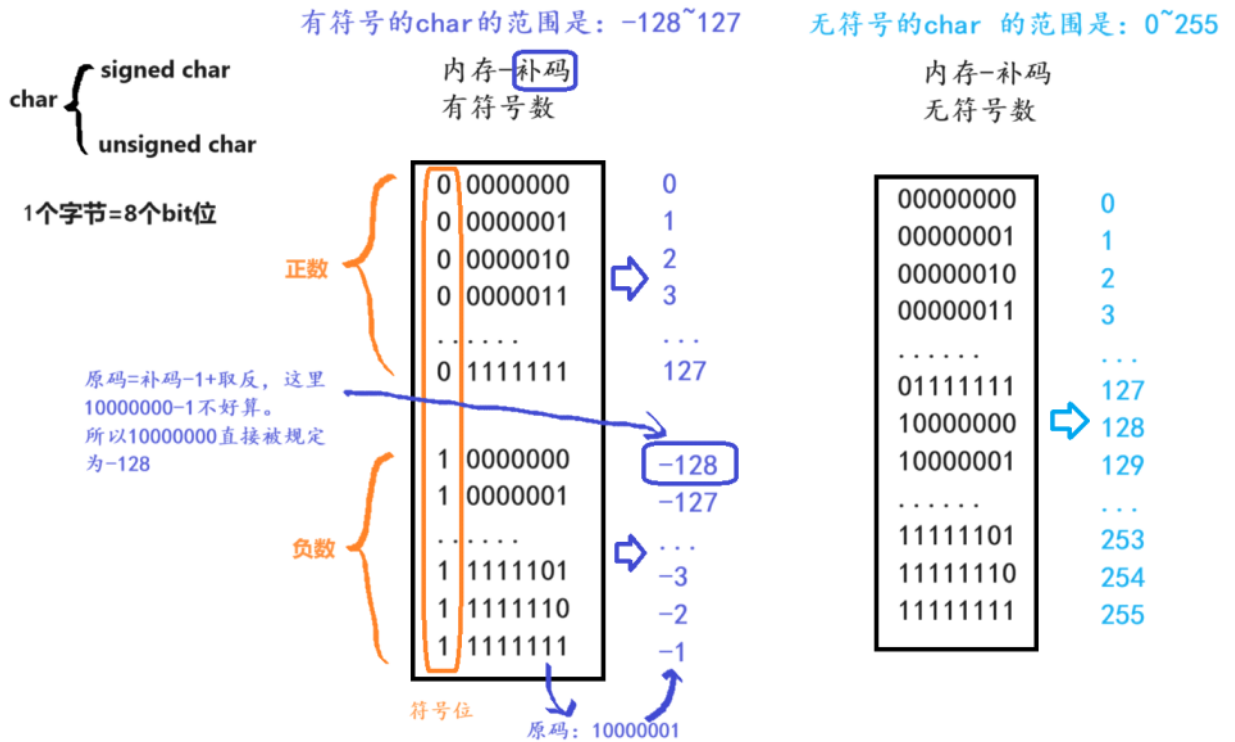 有符号的char的范围是：-128~127
无符号的char 的范围是：0~255
char
signed char
unsigned char
1个字节=8个bit位
内存-补码
有符号数
正数
0 0000000 0
0 0000001 1
0 0000010 2
0 0000011 3
...... ...
0 1111111 127
原码=补码-1+取反，这里
10000000-1不好算。
所以10000000直接被规定
为-128
负数
1 0000000 -128
1 0000001 -127
...... ...
1 1111101 -3
1 1111110 -2
1 1111111 -1
符号位
原码：10000001
内存-补码
无符号数
00000000 0
00000001 1
00000010 2
00000011 3
...... ...
01111111 127
10000000 128
10000001 129
...... ...
11111101 253
11111110 254
11111111 255